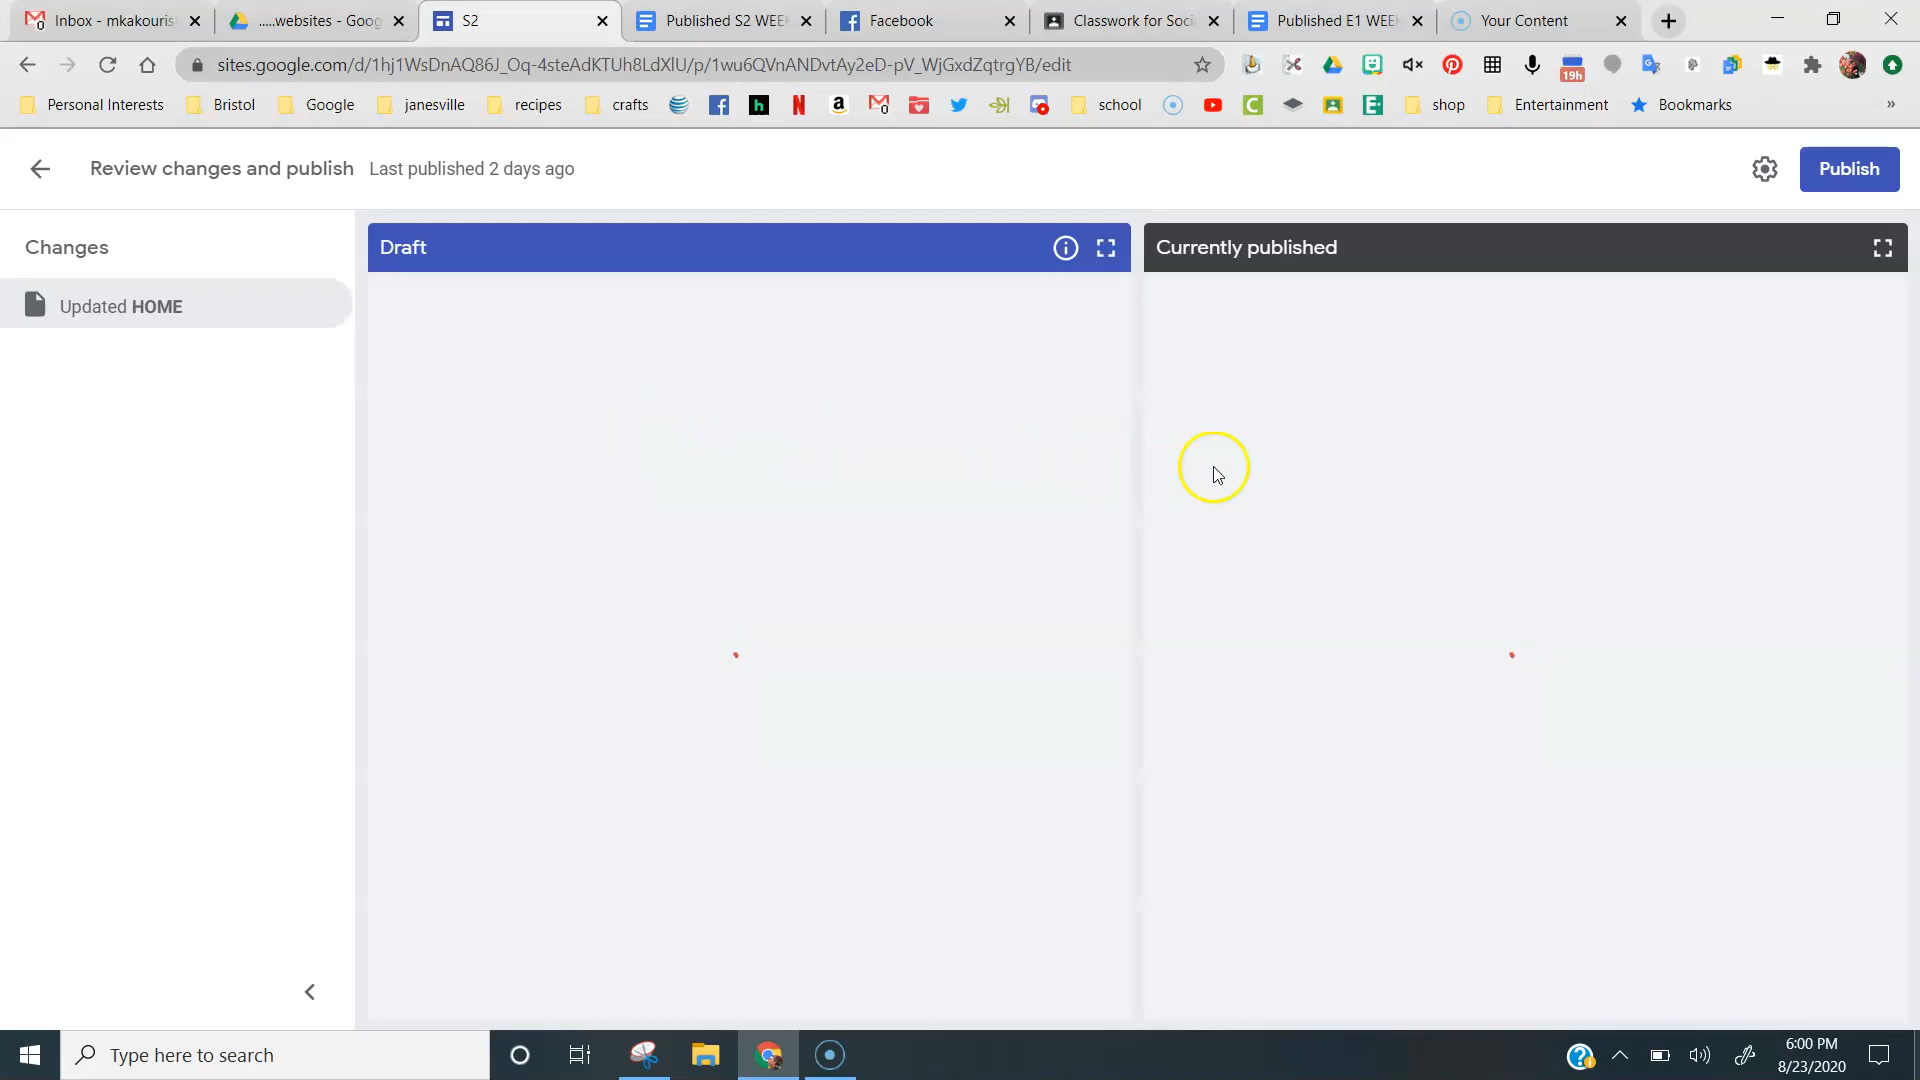 Inbox - mkakouris
.....websites - Goog
S2
Published S2 WEE
Facebook
Classwork for Soci
Published E1 WEE
Your Content
sites.google.com/d/1hj1WsDnAQ86J_Oq-4steAdKTUh8LdXlU/p/1wu6QVnANDvtAy2eD-pV_WjGxdZqtrgYB/edit
19h
Personal Interests
Bristol
Google
janesville
recipes
crafts
school
shop
Entertainment
Bookmarks
»
Review changes and publish
Last published 2 days ago
Publish
Changes
Draft
Currently published
Updated HOME
Type here to search
6:00 PM
8/23/2020